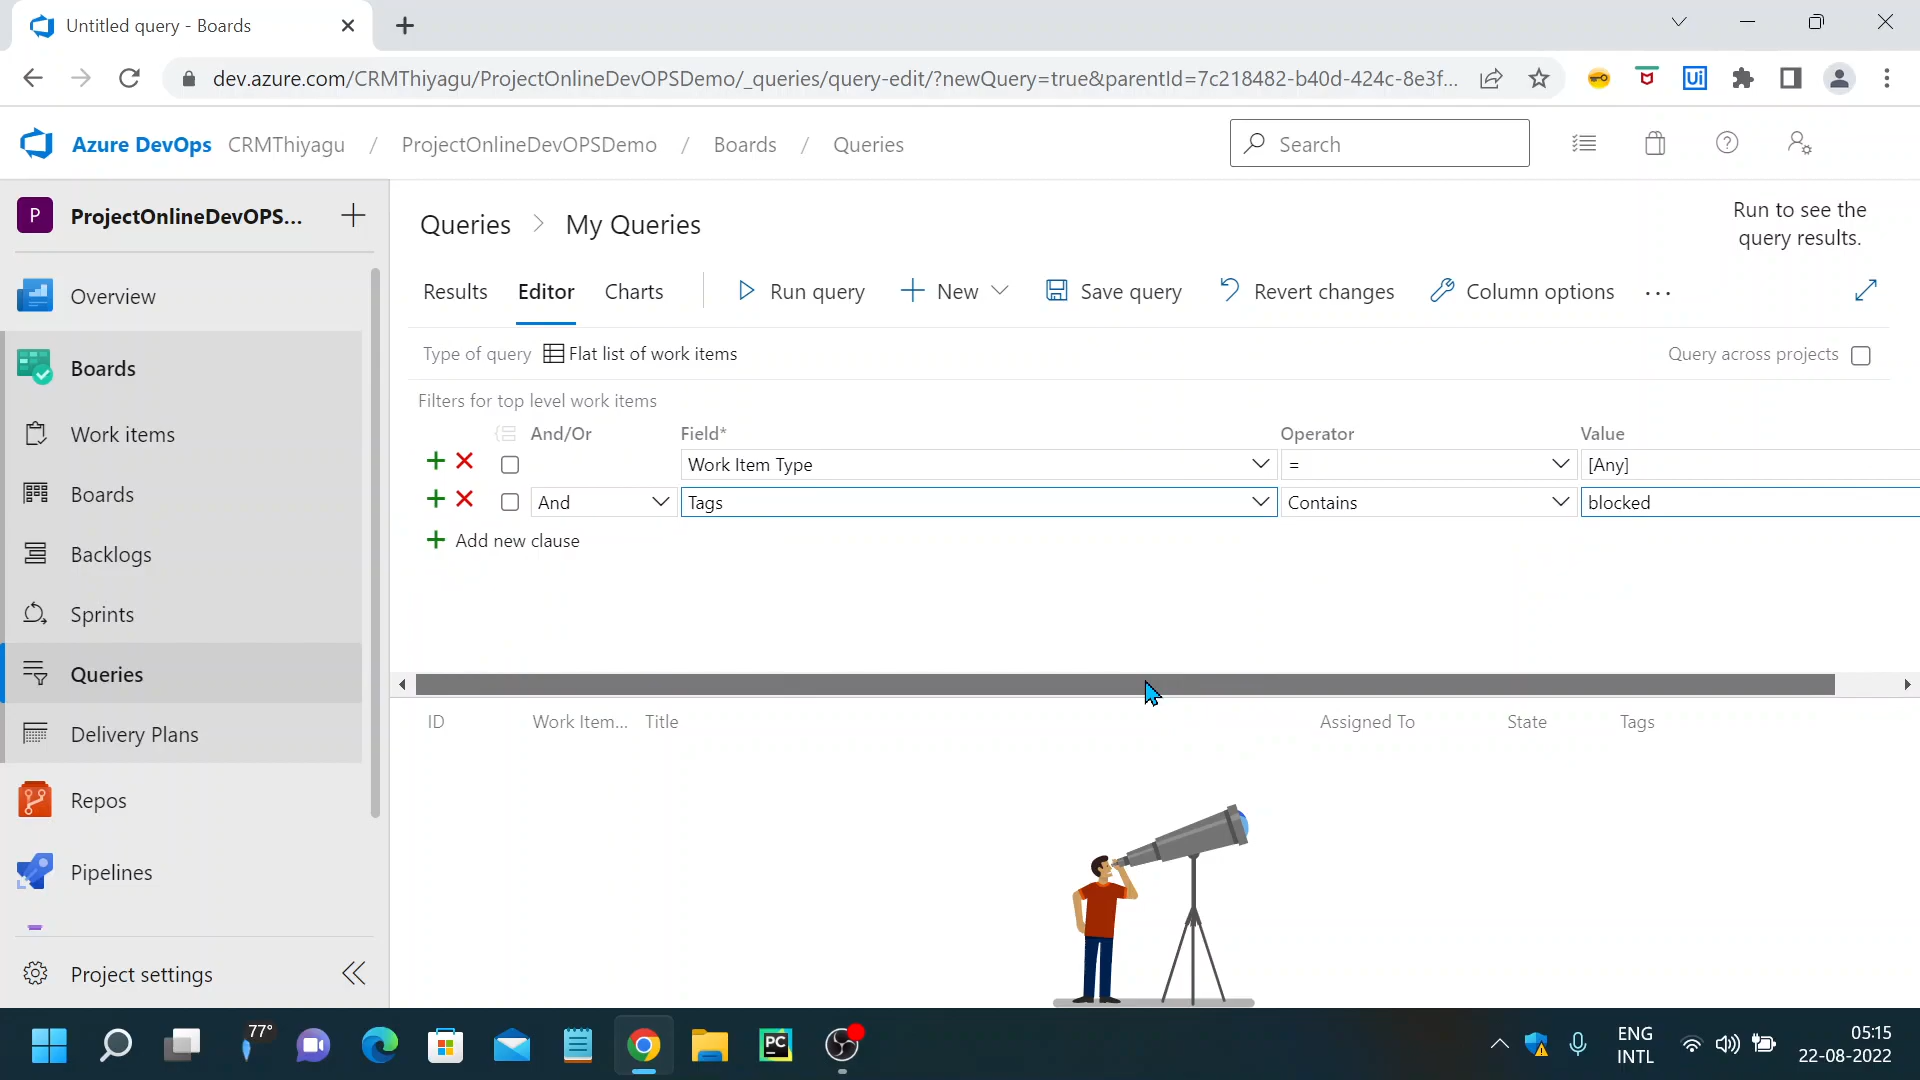 Untitled query - Boards
dev.azure.com/CRMThiyagu/ProjectOnlineDevOPSDemo/_queries/query-edit/?newQuery=true&parentId=7c218482-b40d-424c-8e3f...
Ui
Azure DevOps CRMThiyagu / ProjectOnlineDevOPSDemo / Boards / Queries
Search
P ProjectOnlineDevOPS...
Overview
Boards
Work items
Boards
Backlogs
Sprints
Queries
Delivery Plans
Repos
Pipelines
Project settings
Queries > My Queries
Run to see the
query results.
Results Editor Charts Run query New Save query Revert changes Column options ...
Type of query Flat list of work items Query across projects
Filters for top level work items
And/Or Field* Operator Value
Work Item Type = [Any]
And Tags Contains blocked
Add new clause
ID Work Item... Title Assigned To State Tags
77°
PC
ENG
INTL
05:15
22-08-2022